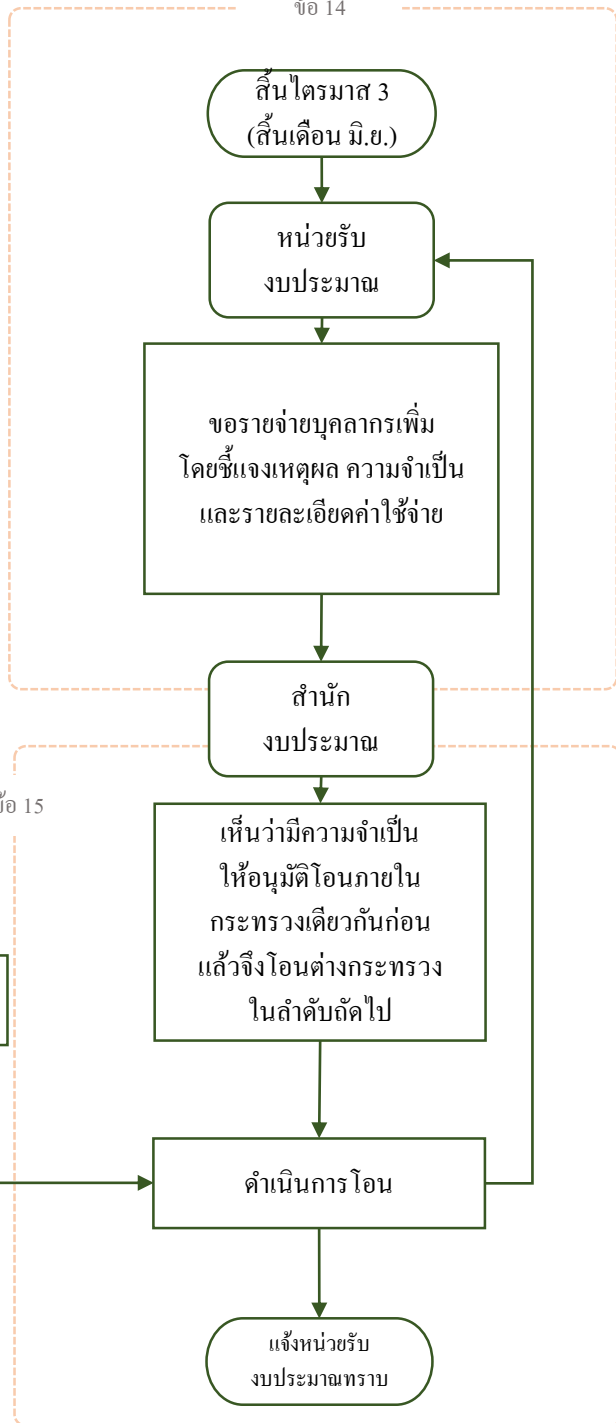 ข้อ 14
สิ้นไตรมาส 3
(สิ้นเดือน มิ.ย.)
หน่วยรับ
งบประมาณ
ขอรายจ่ายบุคลากรเพิ่ม
โดยชี้แจงเหตุผล ความจำเป็น
และรายละเอียดค่าใช้จ่าย
สำนัก
งบประมาณ
ข้อ 15
เห็นว่ามีความจำเป็น
ให้อนุมัติโอนภายใน
กระทรวงเดียวกันก่อน
แล้วจึงโอนต่างกระทรวง
ในลำดับถัดไป
ดำเนินการโอน
แจ้งหน่วยรับ
งบประมาณทราบ